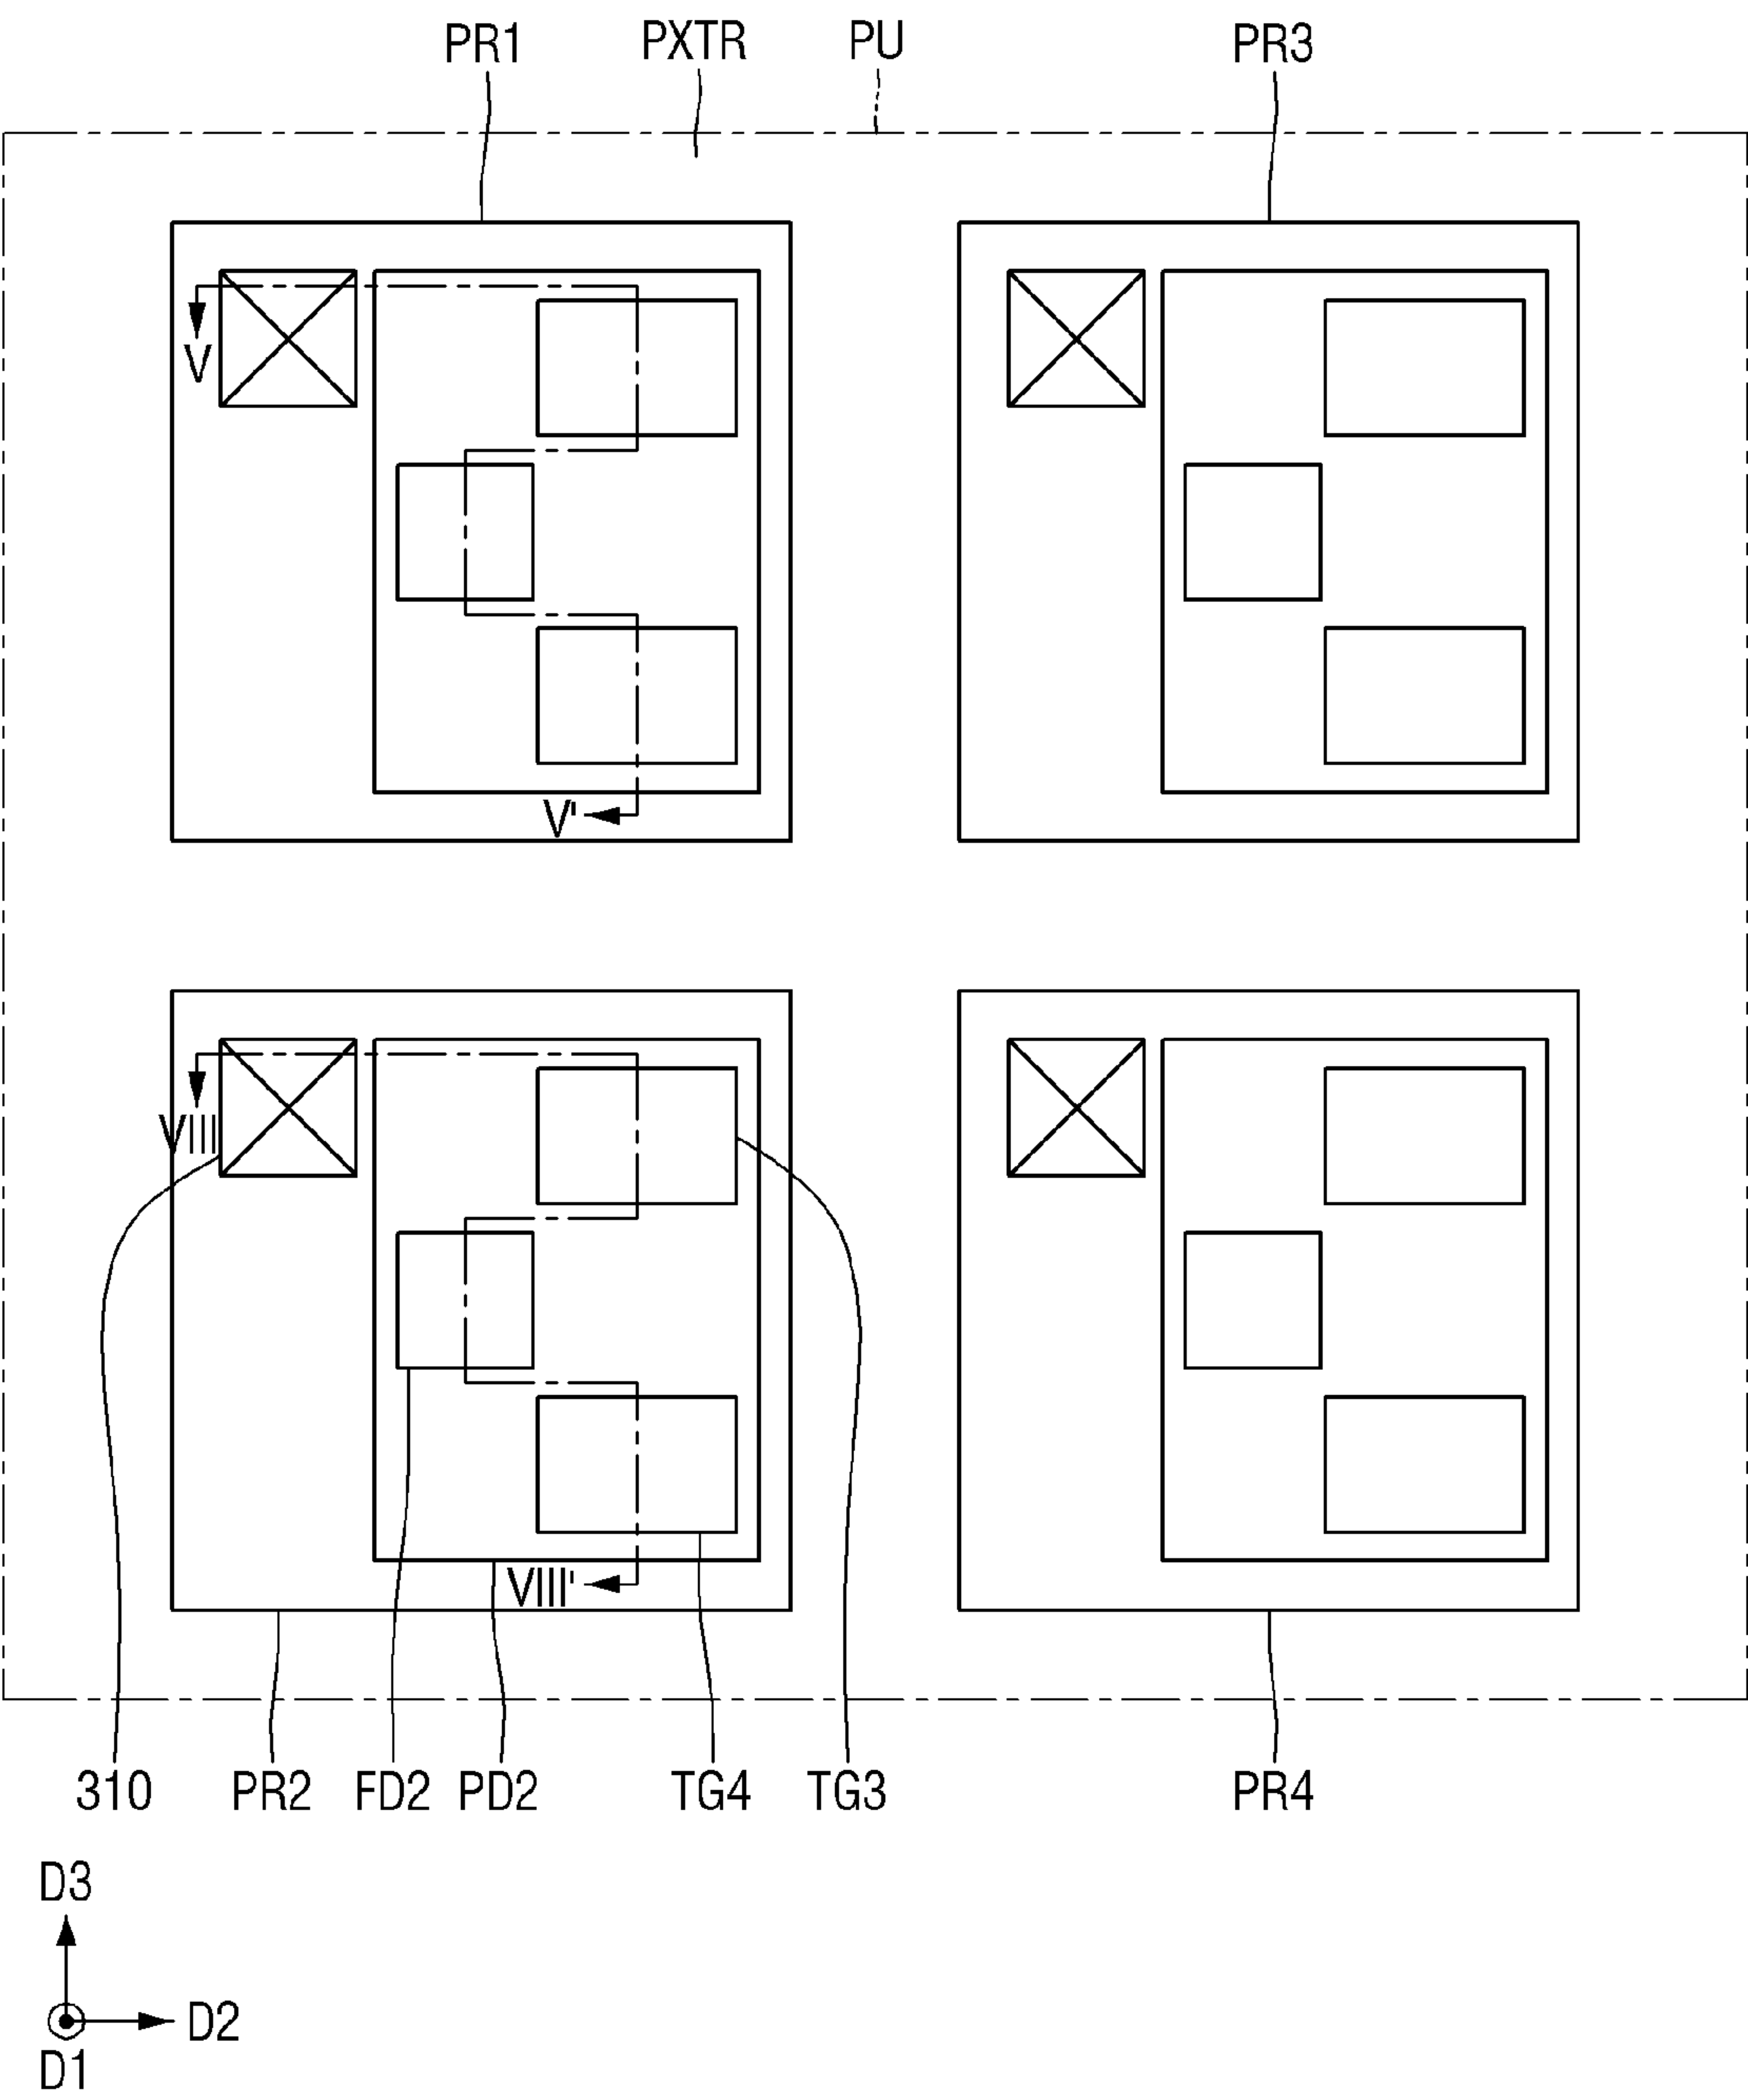 PR1 PXTR PU PR3
V
V'
VIII
VIII'
310 PR2 FD2 PD2 TG4 TG3 PR4
D3
D2
D1